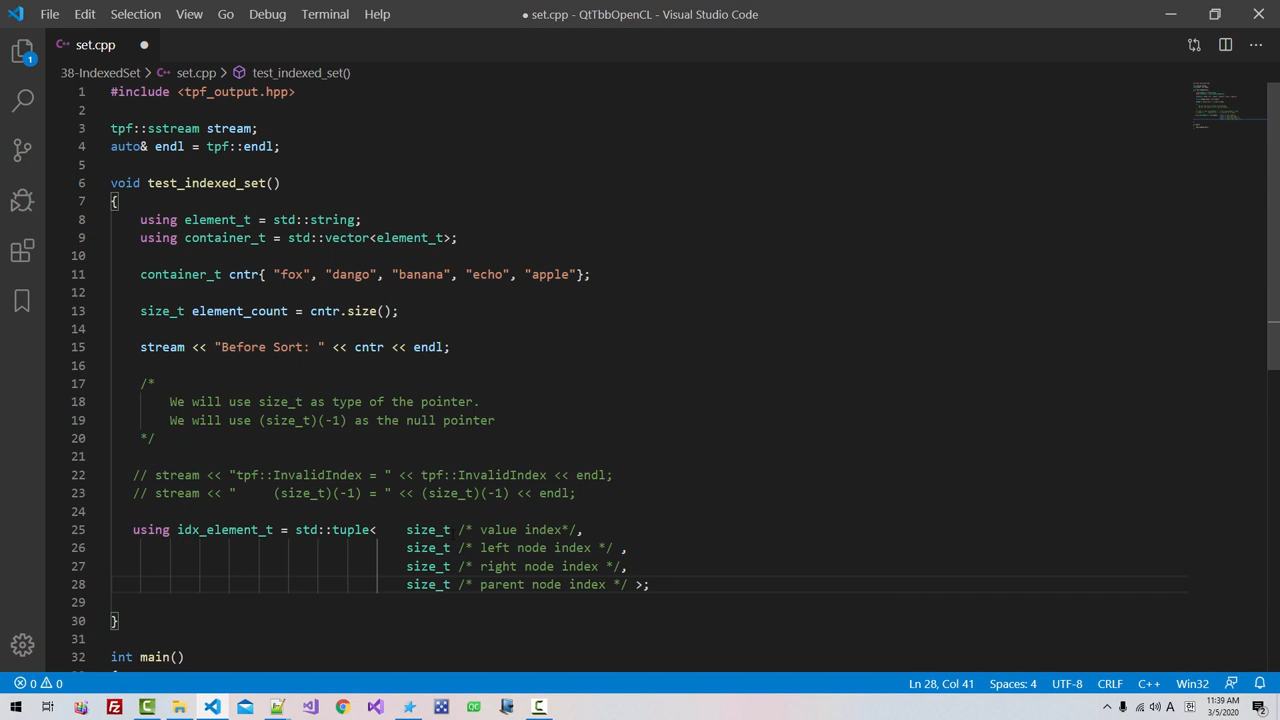 File Edit Selection View Go Debug Terminal Help
● set.cpp - QtTbbOpenCL - Visual Studio Code
set.cpp
38-IndexedSet > set.cpp > test_indexed_set()
1 #include <tpf_output.hpp>
2
3 tpf::sstream stream;
4 auto& endl = tpf::endl;
5
6 void test_indexed_set()
7 {
8 using element_t = std::string;
9 using container_t = std::vector<element_t>;
10
11 container_t cntr{ "fox", "dango", "banana", "echo", "apple"};
12
13 size_t element_count = cntr.size();
14
15 stream << "Before Sort: " << cntr << endl;
16
17 /*
18 We will use size_t as type of the pointer.
19 We will use (size_t)(-1) as the null pointer
20 */
21
22 // stream << "tpf::InvalidIndex = " << tpf::InvalidIndex << endl;
23 // stream << "     (size_t)(-1) = " << (size_t)(-1) << endl;
24
25 using idx_element_t = std::tuple<    size_t /* value index*/,
26 size_t /* left node index */ ,
27 size_t /* right node index */,
28 size_t /* parent node index */ >;
29
30 }
31
32 int main()
0 0 Ln 28, Col 41 Spaces: 4 UTF-8 CRLF C++ Win32
11:39 AM
3/5/2020